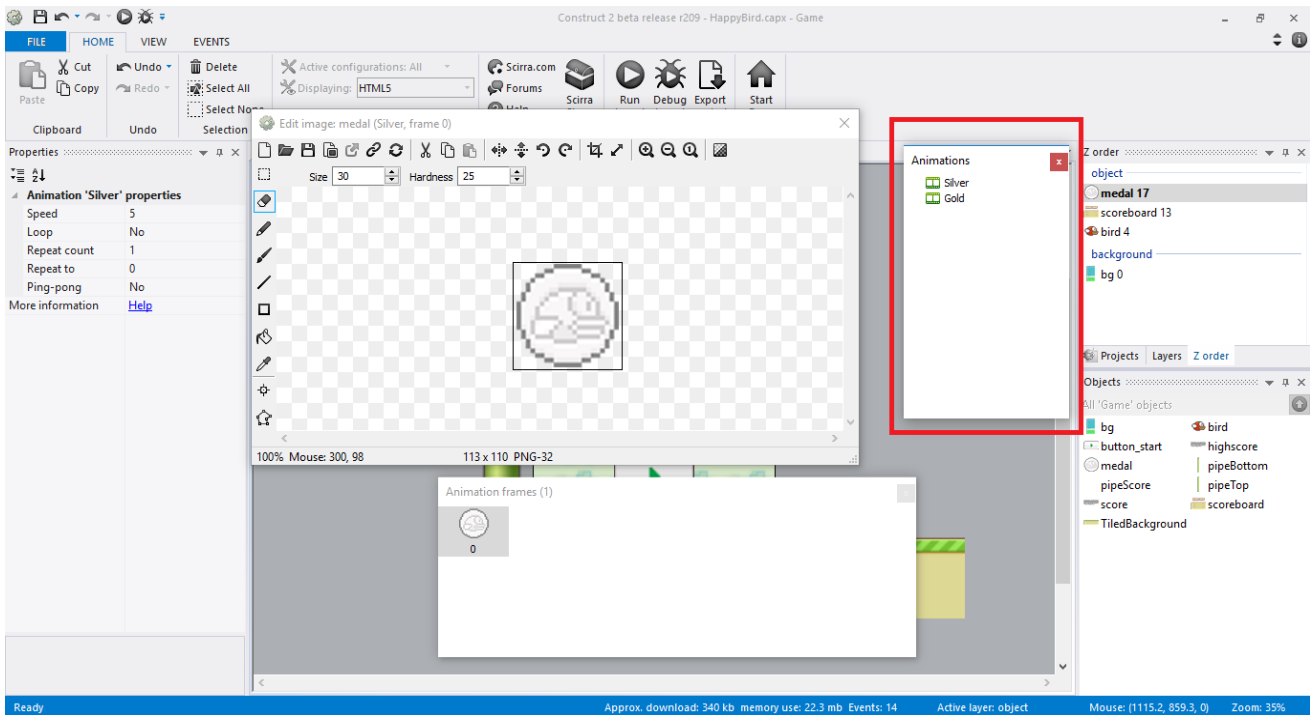 Construct 2 beta release r209 - HappyBird.capx - Game
FILE HOME VIEW EVENTS
Cut Undo Delete Active configurations: All Scirra.com
Copy Redo Select All Displaying: HTML5 Forums
Paste Select None Help Scirra Run Debug Export Start
Clipboard Undo Selection
Edit image: medal (Silver, frame 0)
Properties
Animation 'Silver' properties
Speed 5
Loop No
Repeat count 1
Repeat to 0
Ping-pong No
More information Help
Size 30 Hardness 25
100% Mouse: 300, 98 113 x 110 PNG-32
Animation frames (1)
0
Animations
Silver
Gold
Z order
object
medal 17
scoreboard 13
bird 4
background
bg 0
Projects Layers Z order
Objects
All 'Game' objects
bg bird
button_start highscore
medal pipeBottom
pipeScore pipeTop
score scoreboard
TiledBackground
Ready Approx. download: 340 kb memory use: 22.3 mb Events: 14 Active layer: object Mouse: (1115.2, 859.3, 0) Zoom: 35%